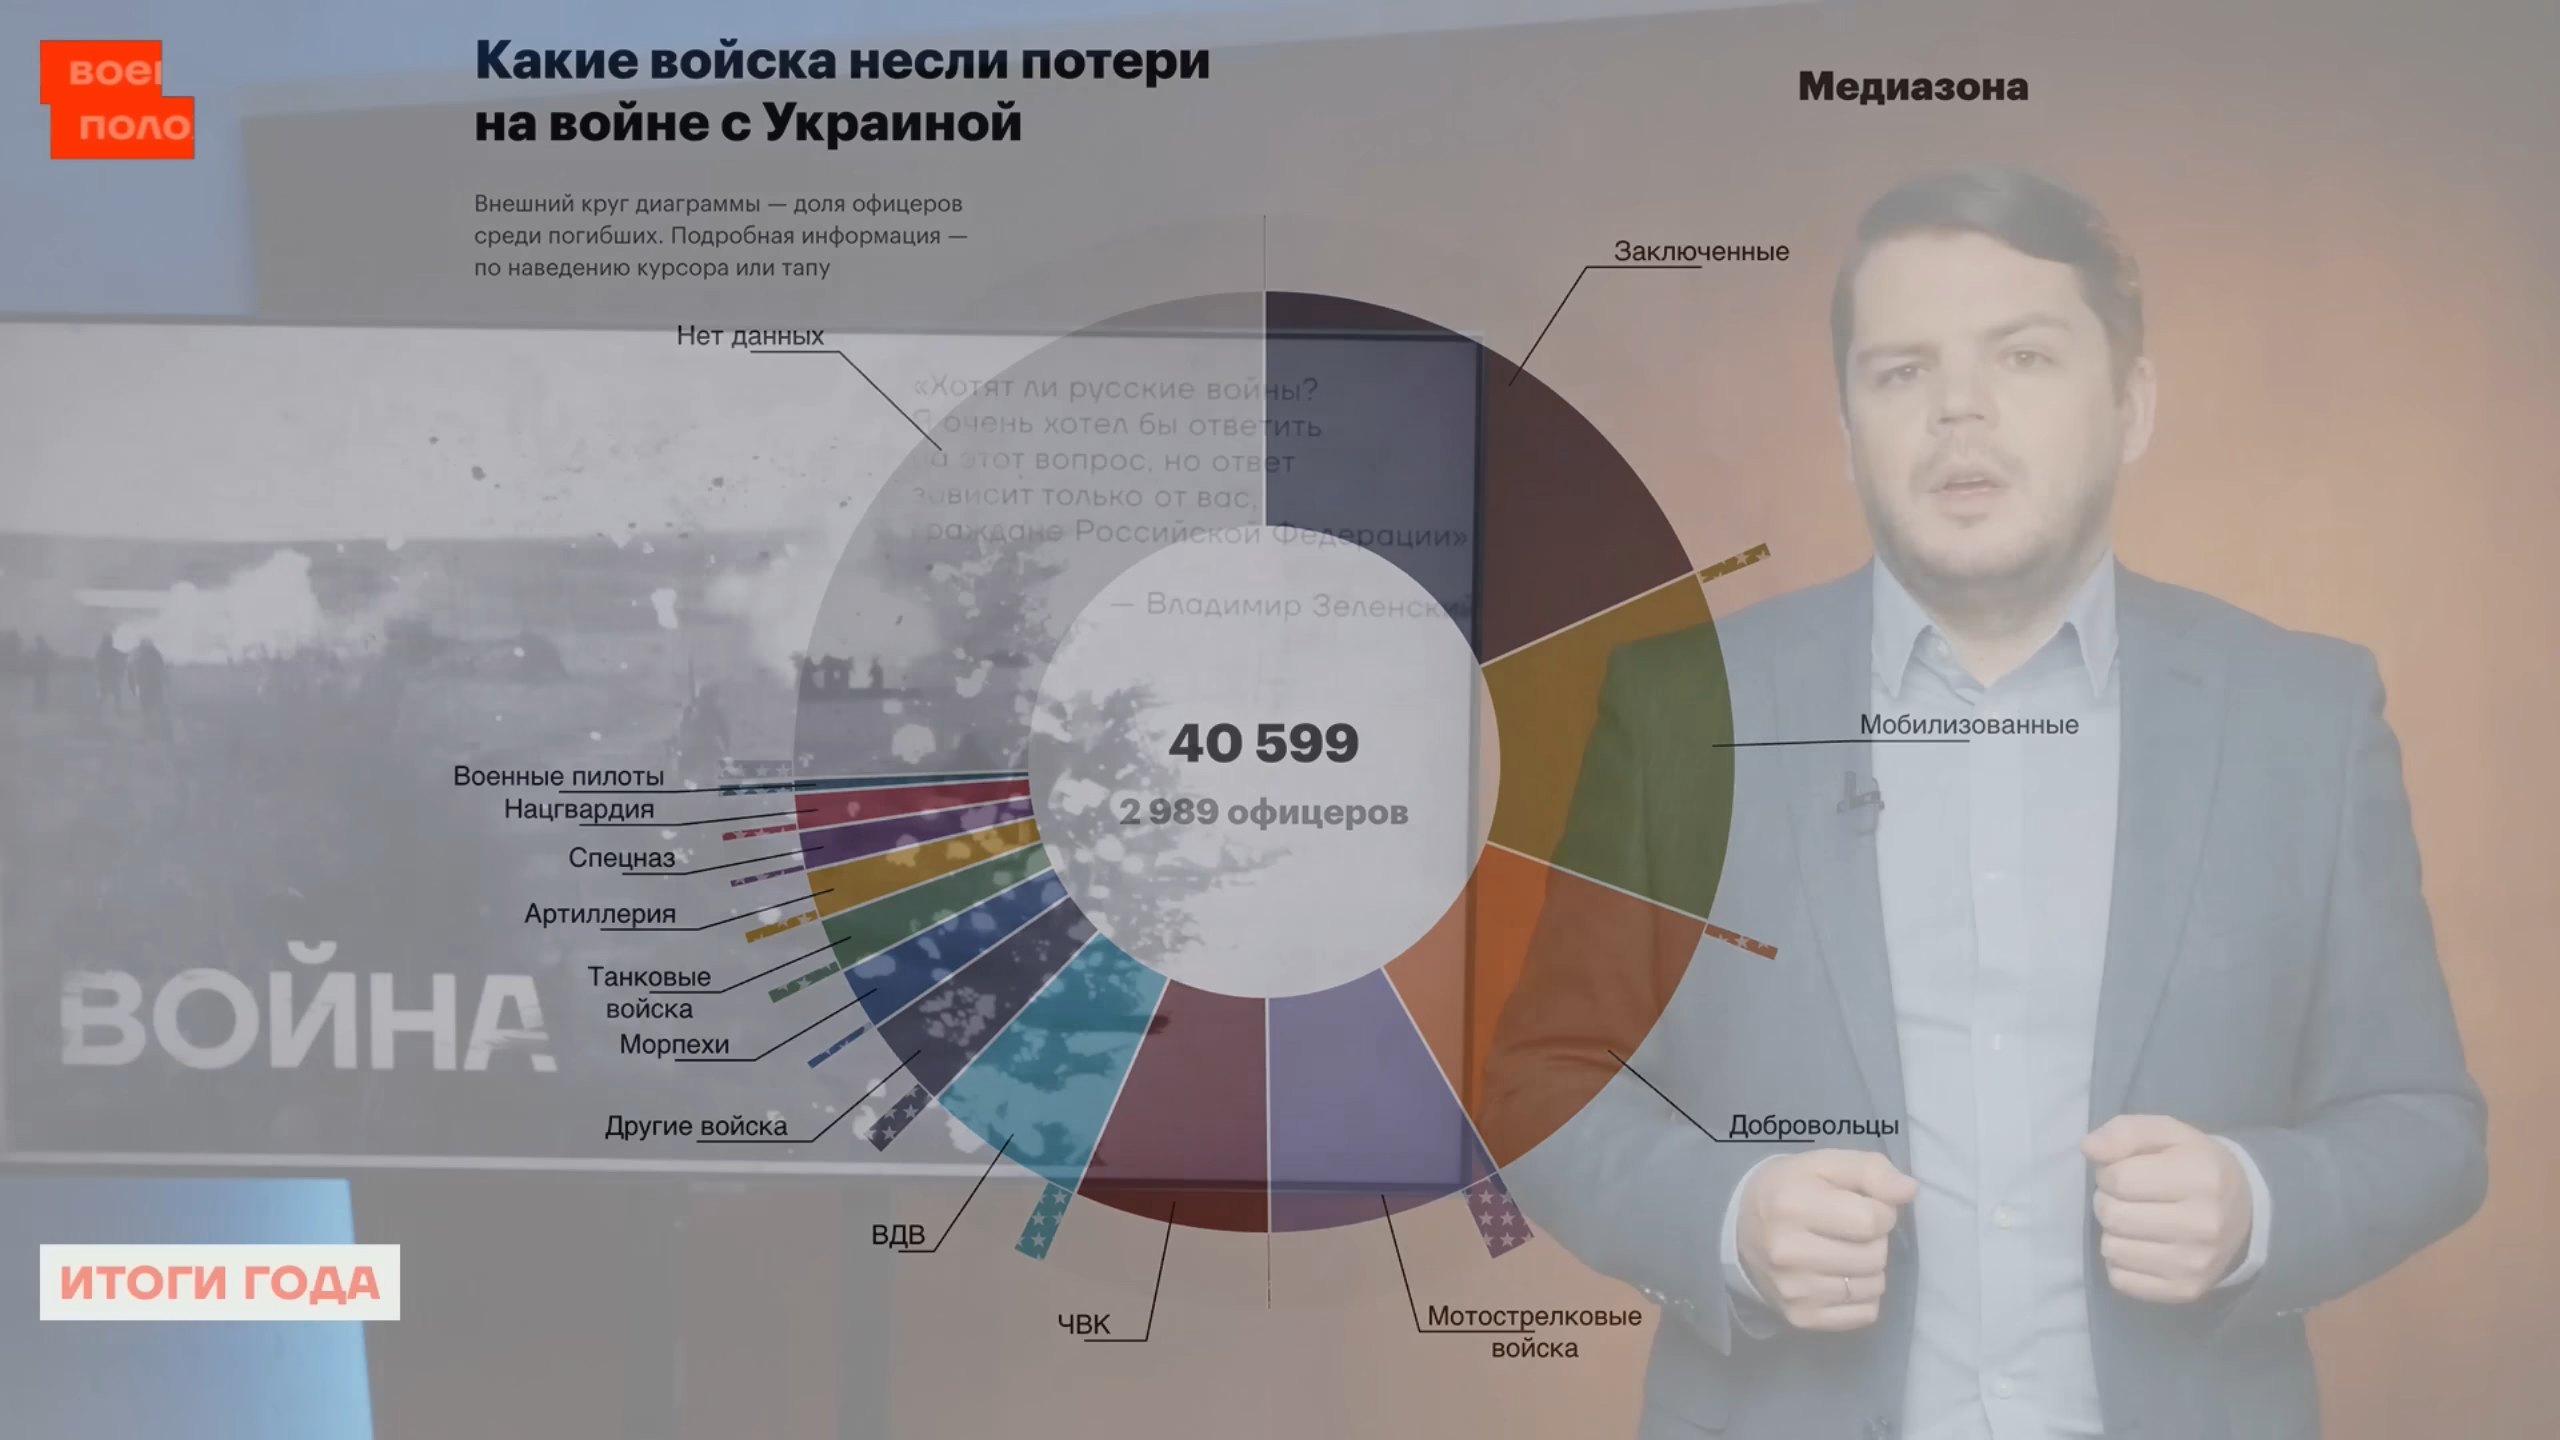 ВОЕ
ПОЛО
Какие войска несли потери
на войне с Украиной
Медиазона
Внешний круг диаграммы — доля офицеров
среди погибших. Подробная информация —
по наведению курсора или тапу
Заключенные
Нет данных
«Хотят ли русские войны?
Я очень хотел бы ответить
на этот вопрос, но ответ
зависит только от вас,
граждане Российской Федерации»
— Владимир Зеленский
40 599
2 989 офицеров
Мобилизованные
Военные пилоты
Нацгвардия
Спецназ
Артиллерия
Танковые
войска
Морпехи
ВОЙНА
Другие войска
Добровольцы
ВДВ
ЧВК
Мотострелковые
войска
ИТОГИ ГОДА